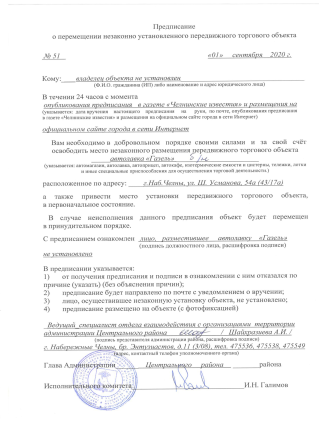 Предписание
о перемещении незаконно установленного передвижного торгового объекта
№ 51 «01» сентября 2020 г.
Кому: владелец объекта не установлен
(Ф.И.О. гражданина (ИП) либо наименование и адрес юридического лица)
В течении 24 часов с момента
опубликования предписания в газете «Челнинские известия» и размещения на
(указывается: при вручении настоящего предписания на руки, по почте, опубликования предписания
в газете «Челнинские известия» и размещения на официальном сайте города в сети Интернет)
официальном сайте города в сети Интернет
Вам необходимо в добровольном порядке своими силами и за свой счёт
освободить место незаконного размещения передвижного торгового объекта
автолавка «Газель» б/н
(указывается: автомагазин, автолавка, автоприцеп, автокафе, изотермические емкости и цистерны, тележки, лотки
и иные специальные приспособления для осуществления торговой деятельности)
расположенное по адресу: г.Наб.Челны, ул. Ш. Усманова, 54а (43/17а)
а также привести место установки передвижного торгового объекта,
в первоначальное состояние.
В случае неисполнения данного предписания объект будет перемещен
в принудительном порядке.
С предписанием ознакомлен лицо, разместившее автолавку «Газель»
(подпись должностного лица, расшифровка подписи)
не установлено
В предписании указывается:
1) от получения предписания и подписи в ознакомлении с ним отказался по
причине (указать) (без объяснения причин);
2) предписание будет направлено по почте с уведомлением о вручении;
3) лицо, осуществившее незаконную установку объекта, не установлено;
4) предписание размещено на объекте (с фотофиксацией)
Ведущий специалист отдела взаимодействия с организациями территории
администрации Центрального района / Шайхразиева А.И. /
(подпись представителя администрации района, расшифровка подписи)
г. Набережные Челны, бр. Энтузиастов, д.11 (3/08), тел. 475536, 475538, 475549
(адрес, контактный телефон уполномоченного органа)
Глава Администрации Центрального района
Исполнительного комитета И.Н. Галимов